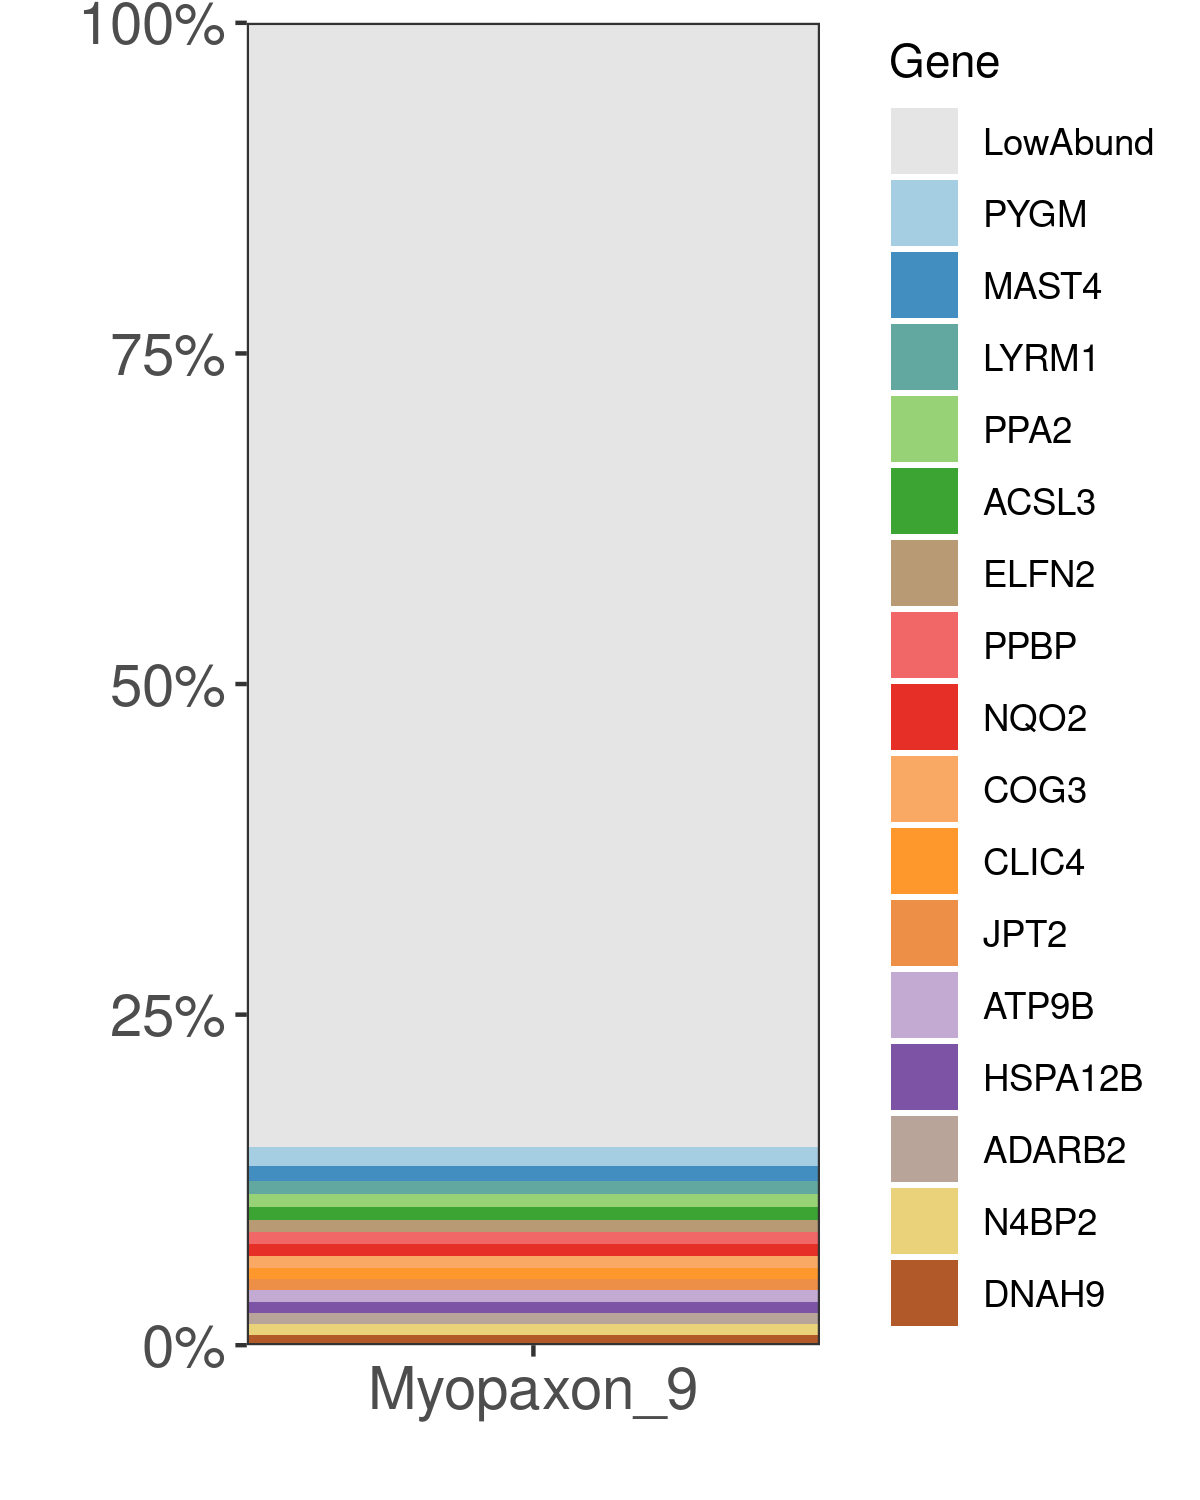 100%
75%
50%
25%
0%
Myopaxon_9
Gene
LowAbund
PYGM
MAST4
LYRM1
PPA2
ACSL3
ELFN2
PPBP
NQO2
COG3
CLIC4
JPT2
ATP9B
HSPA12B
ADARB2
N4BP2
DNAH9